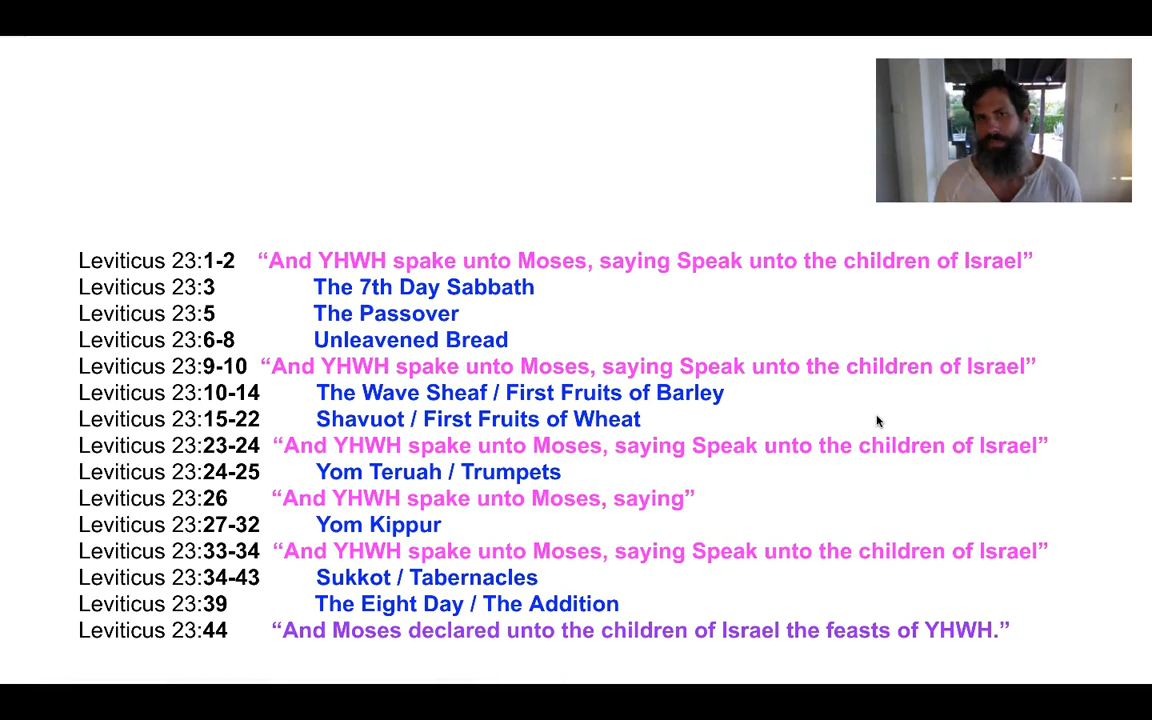 Leviticus 23:1-2 “And YHWH spake unto Moses, saying Speak unto the children of Israel”
Leviticus 23:3 The 7th Day Sabbath
Leviticus 23:5 The Passover
Leviticus 23:6-8 Unleavened Bread
Leviticus 23:9-10 “And YHWH spake unto Moses, saying Speak unto the children of Israel”
Leviticus 23:10-14 The Wave Sheaf / First Fruits of Barley
Leviticus 23:15-22 Shavuot / First Fruits of Wheat
Leviticus 23:23-24 “And YHWH spake unto Moses, saying Speak unto the children of Israel”
Leviticus 23:24-25 Yom Teruah / Trumpets
Leviticus 23:26 “And YHWH spake unto Moses, saying”
Leviticus 23:27-32 Yom Kippur
Leviticus 23:33-34 “And YHWH spake unto Moses, saying Speak unto the children of Israel”
Leviticus 23:34-43 Sukkot / Tabernacles
Leviticus 23:39 The Eight Day / The Addition
Leviticus 23:44 “And Moses declared unto the children of Israel the feasts of YHWH.”